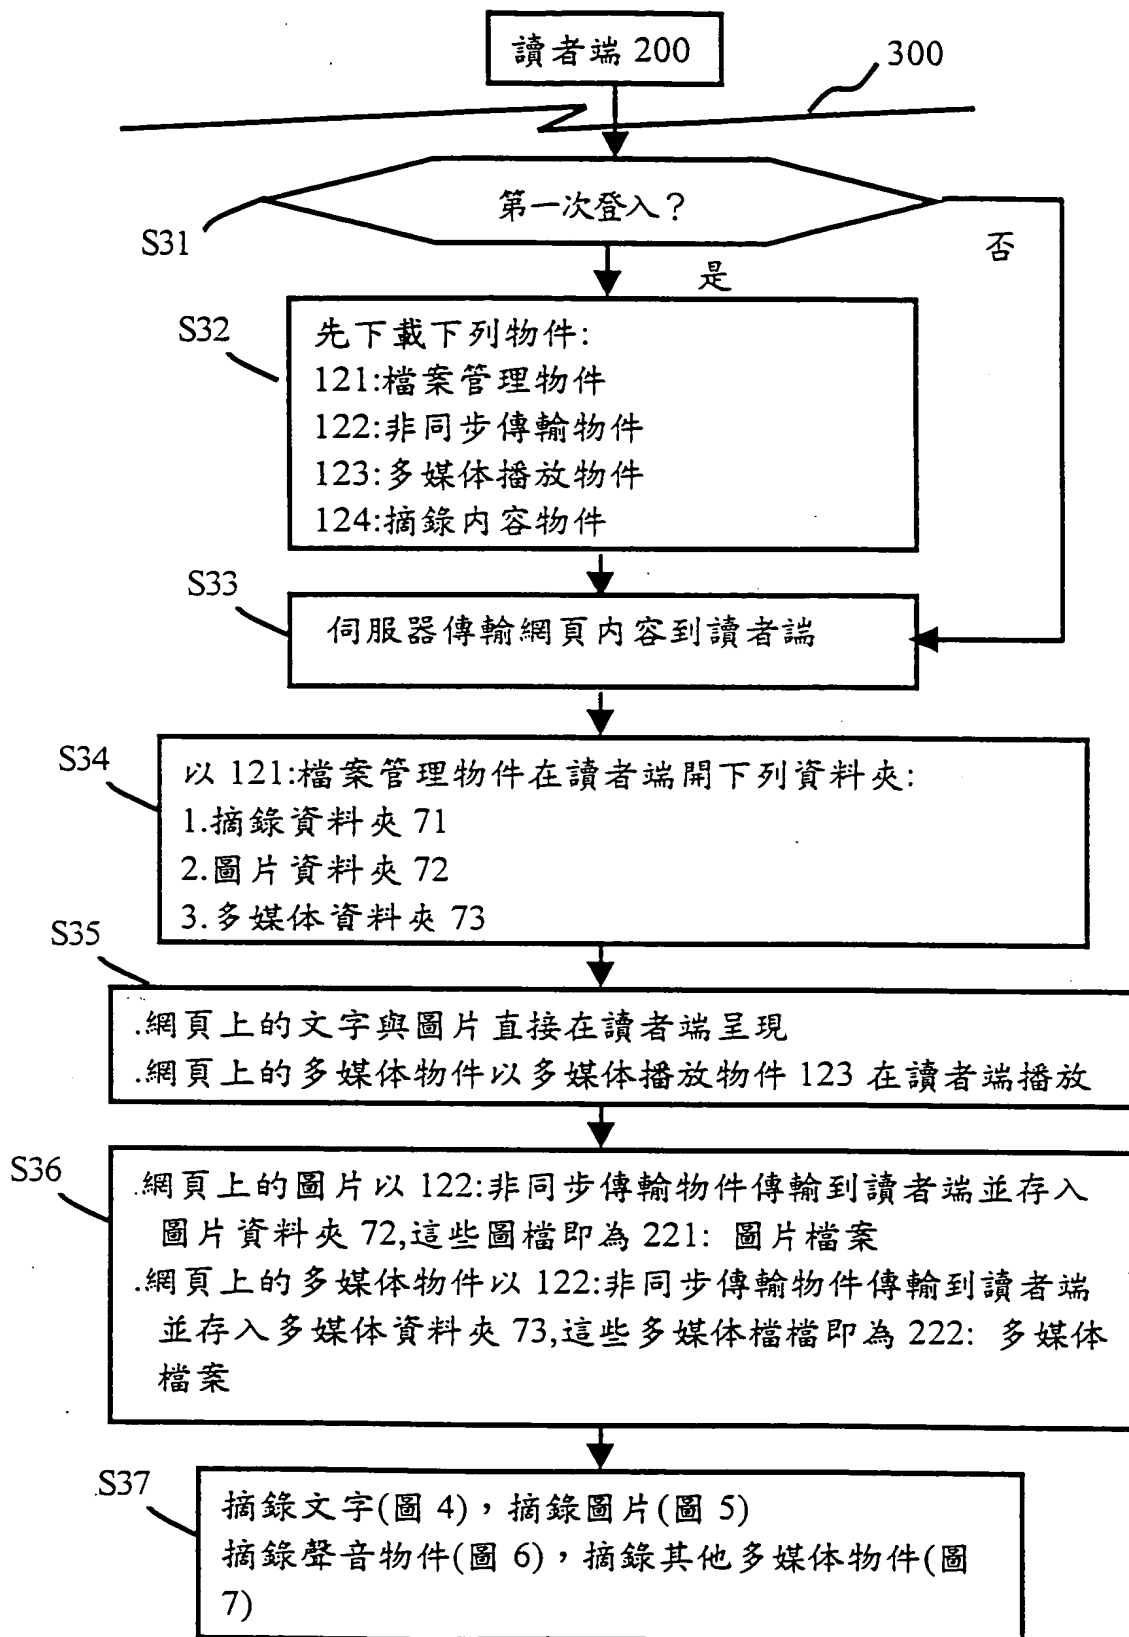 讀者端 200
300
第一次登入?
S31
否
是
S32
先下載下列物件:
121:檔案管理物件
122:非同步傳輸物件
123:多媒体播放物件
124:摘錄內容物件
S33
伺服器傳輸網頁內容到讀者端
S34
以 121:檔案管理物件在讀者端開下列資料夾:
1.摘錄資料夾 71
2.圖片資料夾 72
3.多媒体資料夾 73
S35
.網頁上的文字與圖片直接在讀者端呈現
.網頁上的多媒体物件以多媒体播放物件 123 在讀者端播放
S36
.網頁上的圖片以 122:非同步傳輸物件傳輸到讀者端並存入
圖片資料夾 72,這些圖檔即為 221: 圖片檔案
.網頁上的多媒体物件以 122:非同步傳輸物件傳輸到讀者端
並存入多媒体資料夾 73,這些多媒体檔檔即為 222: 多媒体
檔案
S37
摘錄文字(圖 4)，摘錄圖片(圖 5)
摘錄聲音物件(圖 6)，摘錄其他多媒体物件(圖
7)